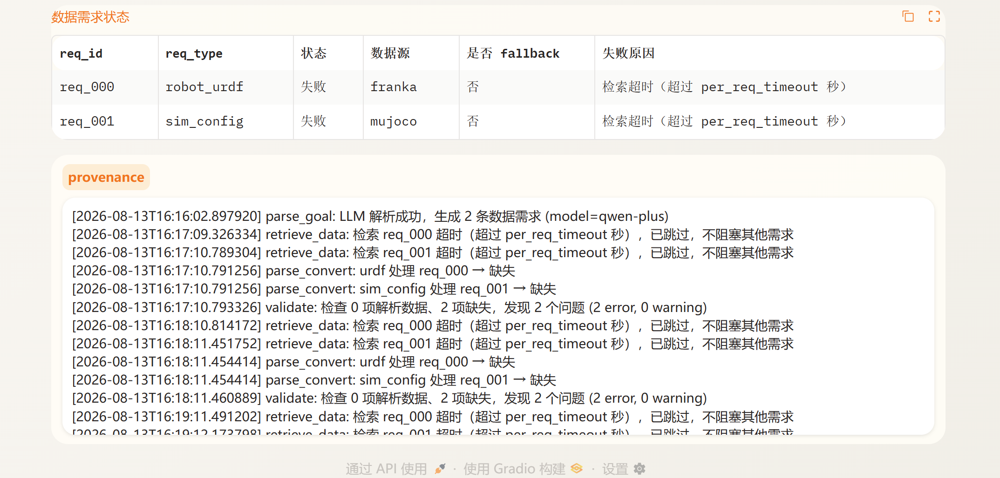 数据需求状态
req_id req_type 状态 数据源 是否 fallback 失败原因
req_000 robot_urdf 失败 franka 否 检索超时（超过 per_req_timeout 秒）
req_001 sim_config 失败 mujoco 否 检索超时（超过 per_req_timeout 秒）
provenance
[2026-08-13T16:16:02.897920] parse_goal: LLM 解析成功，生成 2 条数据需求 (model=qwen-plus)
[2026-08-13T16:17:09.326334] retrieve_data: 检索 req_000 超时（超过 per_req_timeout 秒），已跳过，不阻塞其他需求
[2026-08-13T16:17:10.789304] retrieve_data: 检索 req_001 超时（超过 per_req_timeout 秒），已跳过，不阻塞其他需求
[2026-08-13T16:17:10.791256] parse_convert: urdf 处理 req_000 → 缺失
[2026-08-13T16:17:10.791256] parse_convert: sim_config 处理 req_001 → 缺失
[2026-08-13T16:17:10.793326] validate: 检查 0 项解析数据、2 项缺失，发现 2 个问题 (2 error, 0 warning)
[2026-08-13T16:18:10.814172] retrieve_data: 检索 req_000 超时（超过 per_req_timeout 秒），已跳过，不阻塞其他需求
[2026-08-13T16:18:11.451752] retrieve_data: 检索 req_001 超时（超过 per_req_timeout 秒），已跳过，不阻塞其他需求
[2026-08-13T16:18:11.454414] parse_convert: urdf 处理 req_000 → 缺失
[2026-08-13T16:18:11.454414] parse_convert: sim_config 处理 req_001 → 缺失
[2026-08-13T16:18:11.460889] validate: 检查 0 项解析数据、2 项缺失，发现 2 个问题 (2 error, 0 warning)
[2026-08-13T16:19:11.491202] retrieve_data: 检索 req_000 超时（超过 per_req_timeout 秒），已跳过，不阻塞其他需求
[2026-08-13T16:19:12.173798] retrieve_data: 检索 req_001 超时（超过 per_req_timeout 秒），已跳过，不阻塞其他需求
通过 API 使用 · 使用 Gradio 构建 · 设置